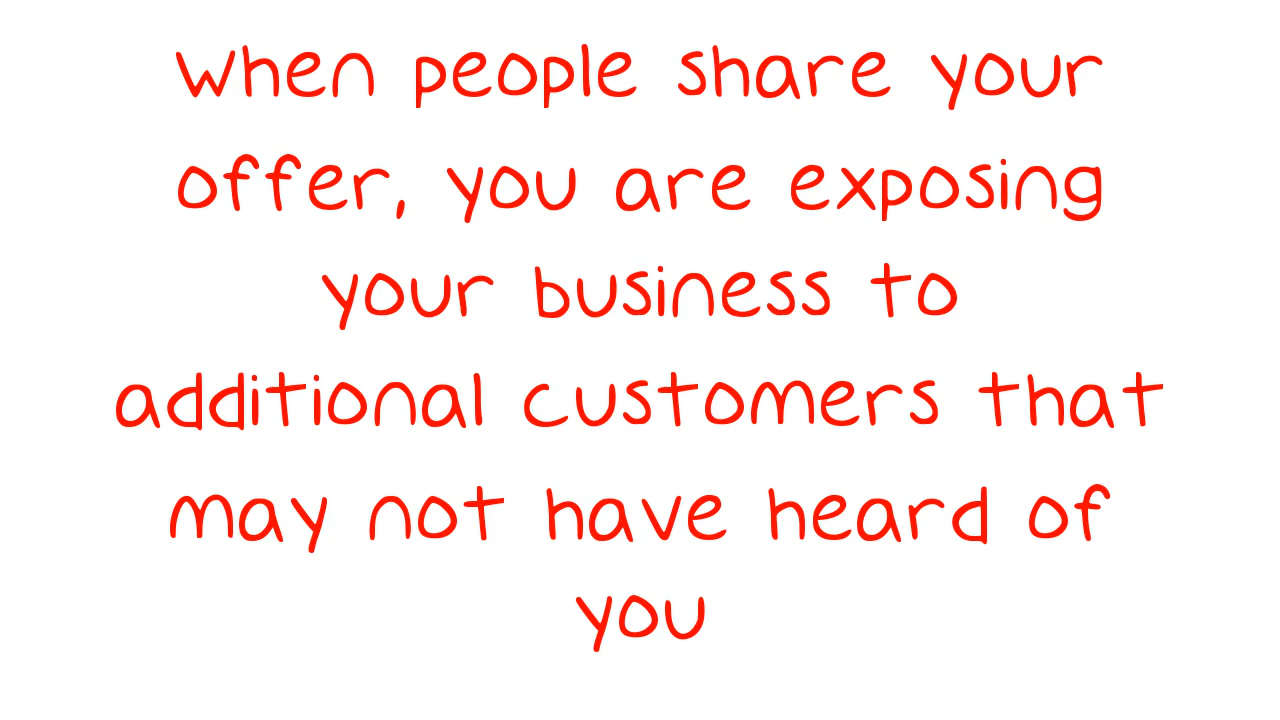 When people share your
offer, you are exposing
your business to
additional customers that
may not have heard of
you